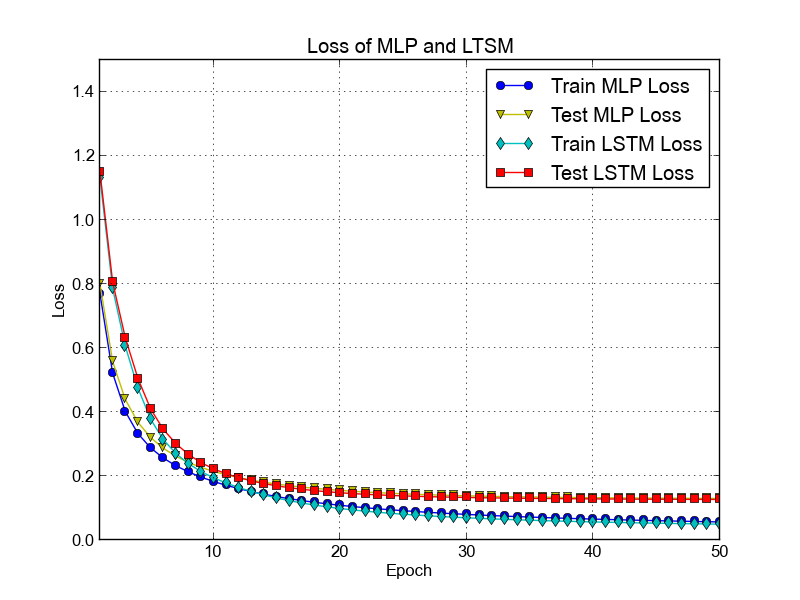 Loss of MLP and LTSM
Train MLP Loss
Test MLP Loss
Train LSTM Loss
Test LSTM Loss
1.4
1.2
1.0
0.8
0.6
0.4
0.2
0.0
Loss
10 20 30 40 50
Epoch